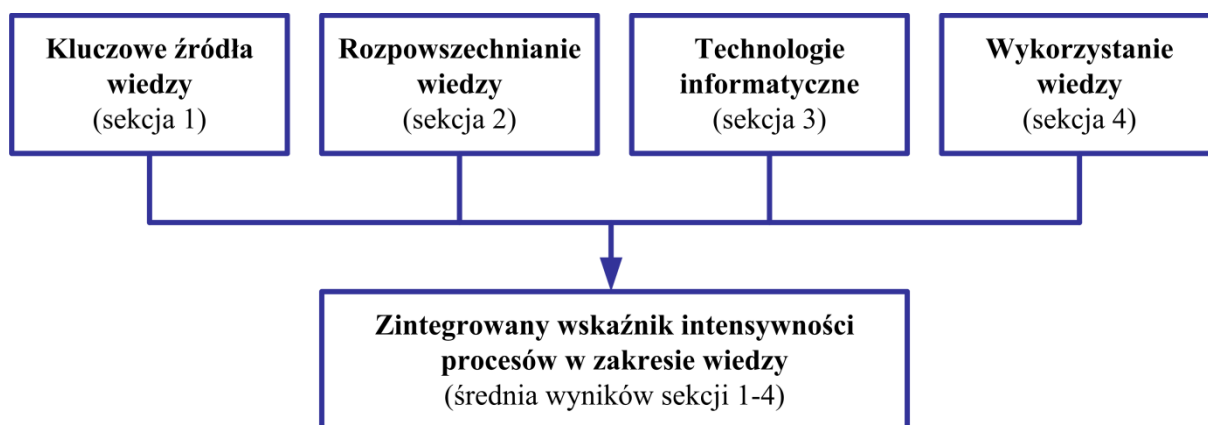 Kluczowe źródła
wiedzy
(sekcja 1)
Rozpowszechnianie
wiedzy
(sekcja 2)
Technologie
informatyczne
(sekcja 3)
Wykorzystanie
wiedzy
(sekcja 4)
Zintegrowany wskaźnik intensywności
procesów w zakresie wiedzy
(średnia wyników sekcji 1-4)